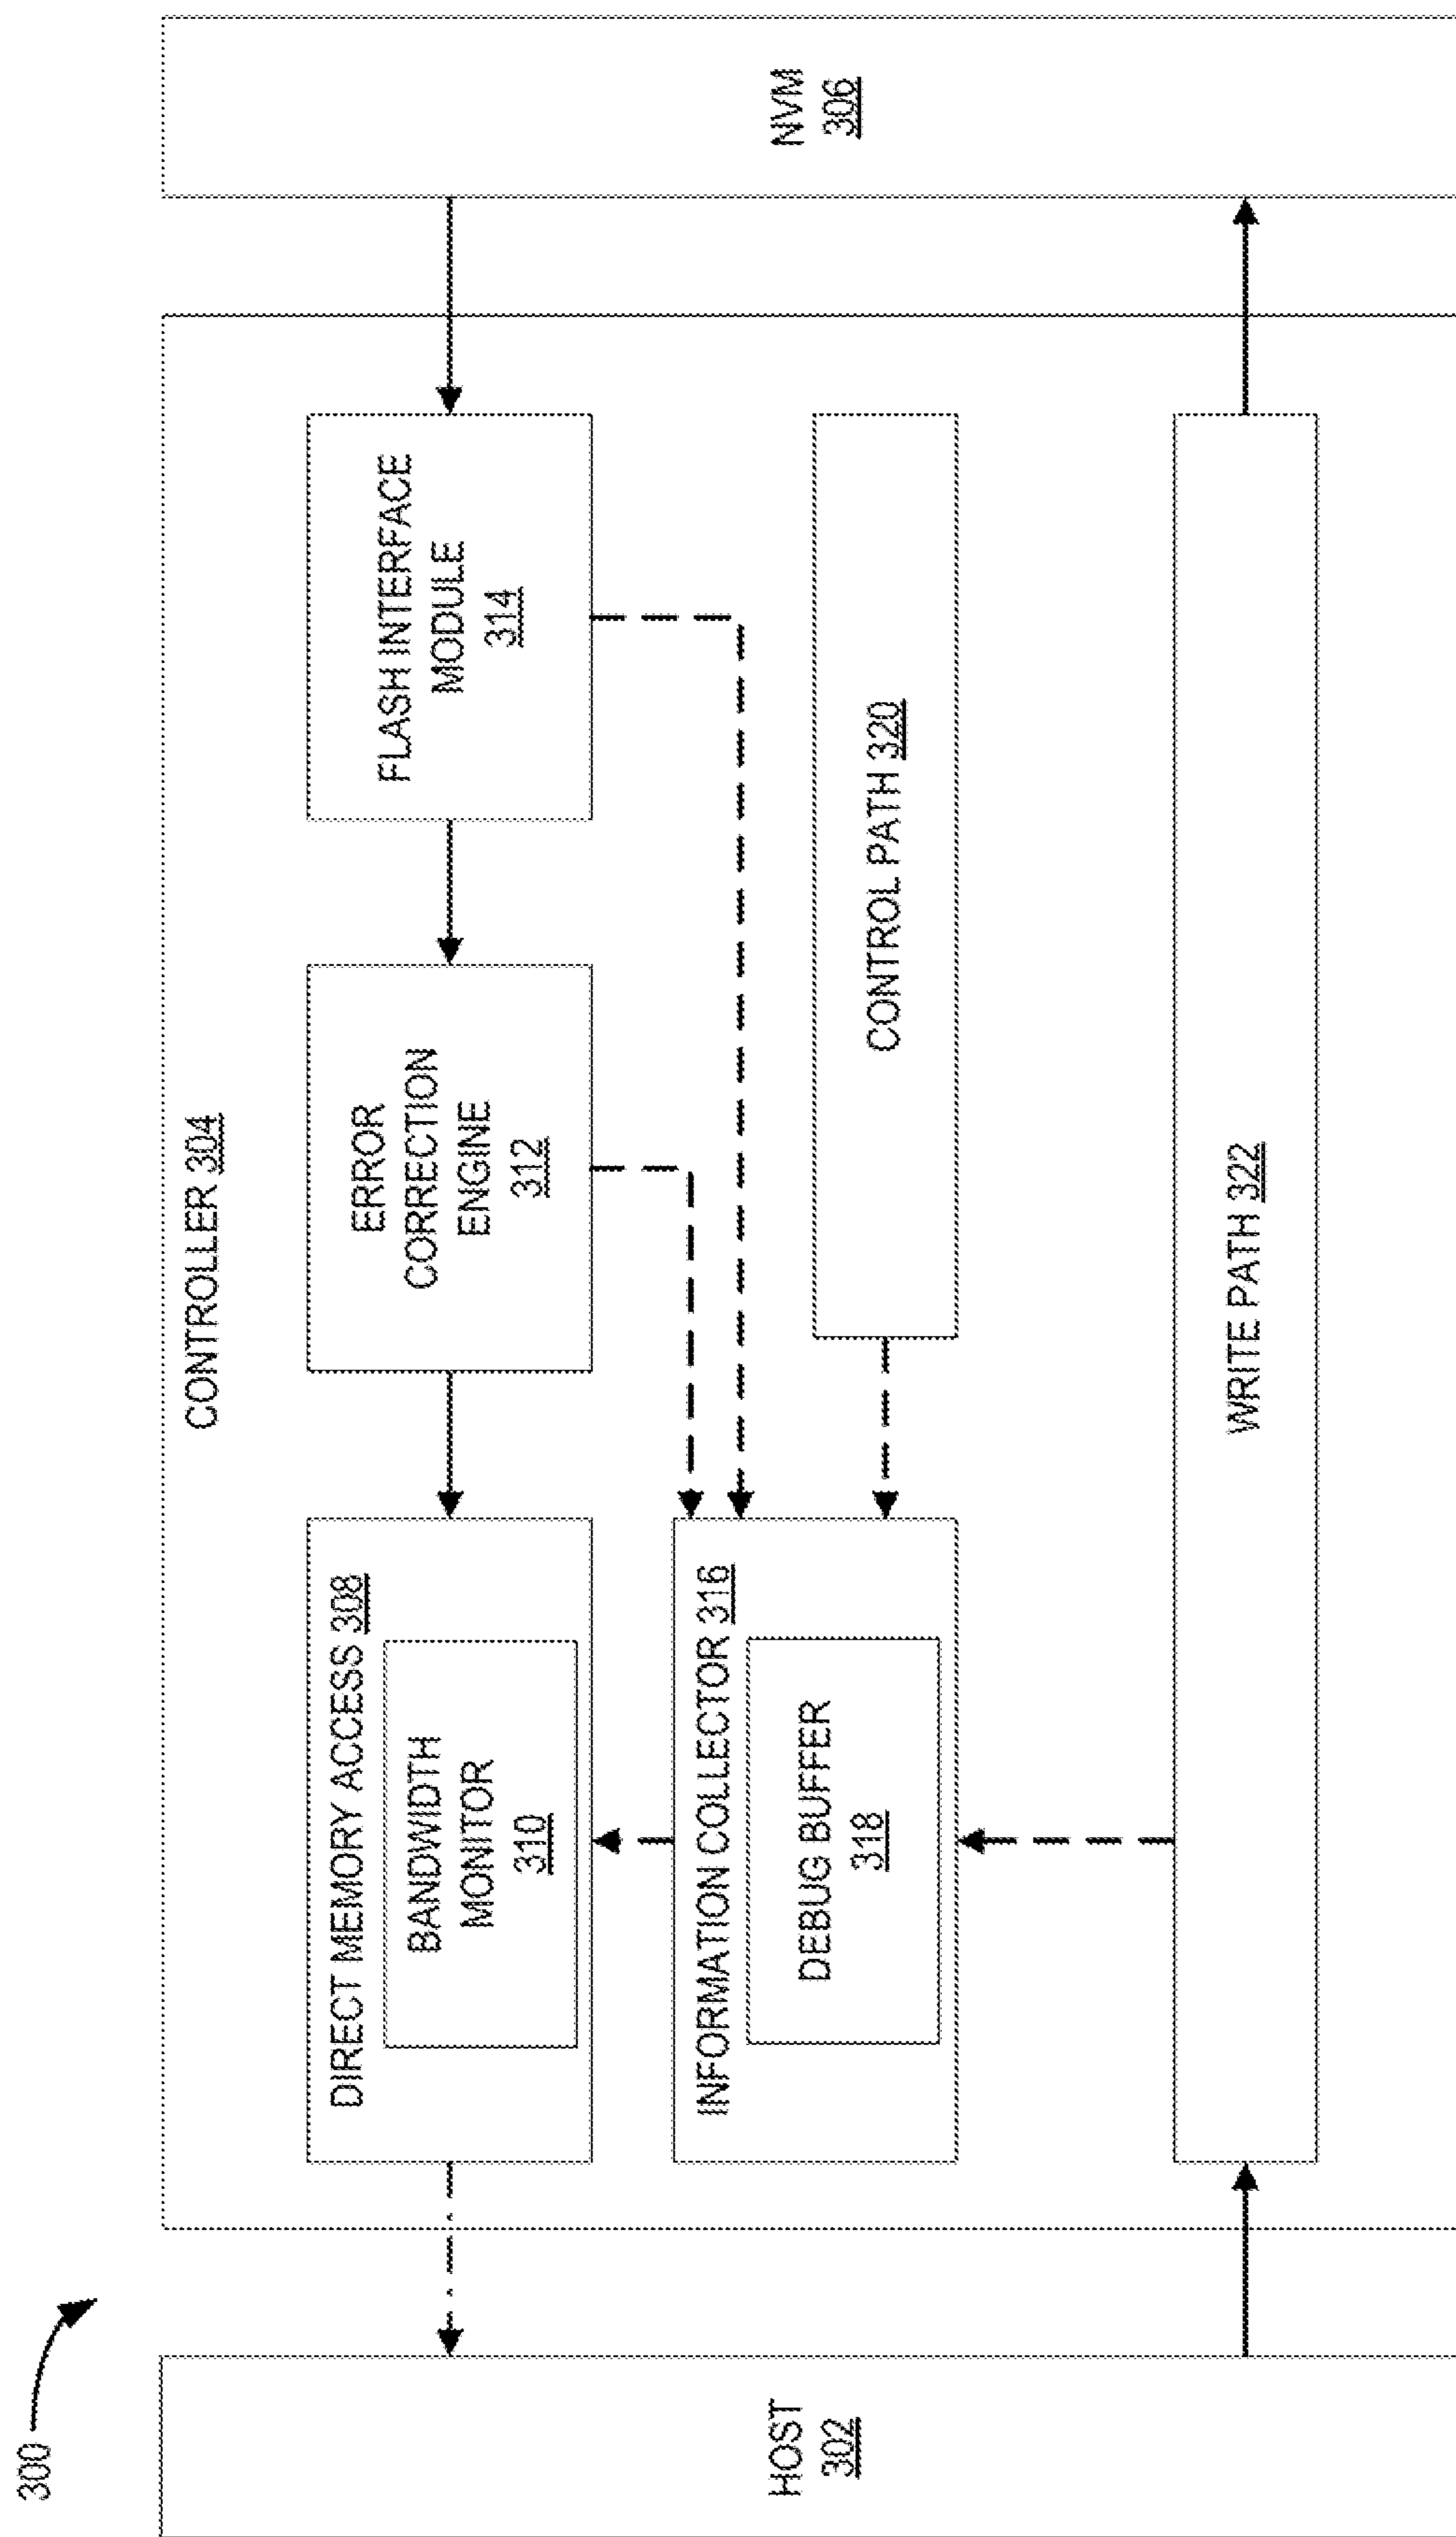 300
HOST
302
CONTROLLER 304
DIRECT MEMORY ACCESS 308
BANDWIDTH
MONITOR
310
ERROR
CORRECTION
ENGINE
312
FLASH INTERFACE
MODULE
314
INFORMATION COLLECTOR 316
DEBUG BUFFER
318
CONTROL PATH 320
WRITE PATH 322
NVM
306